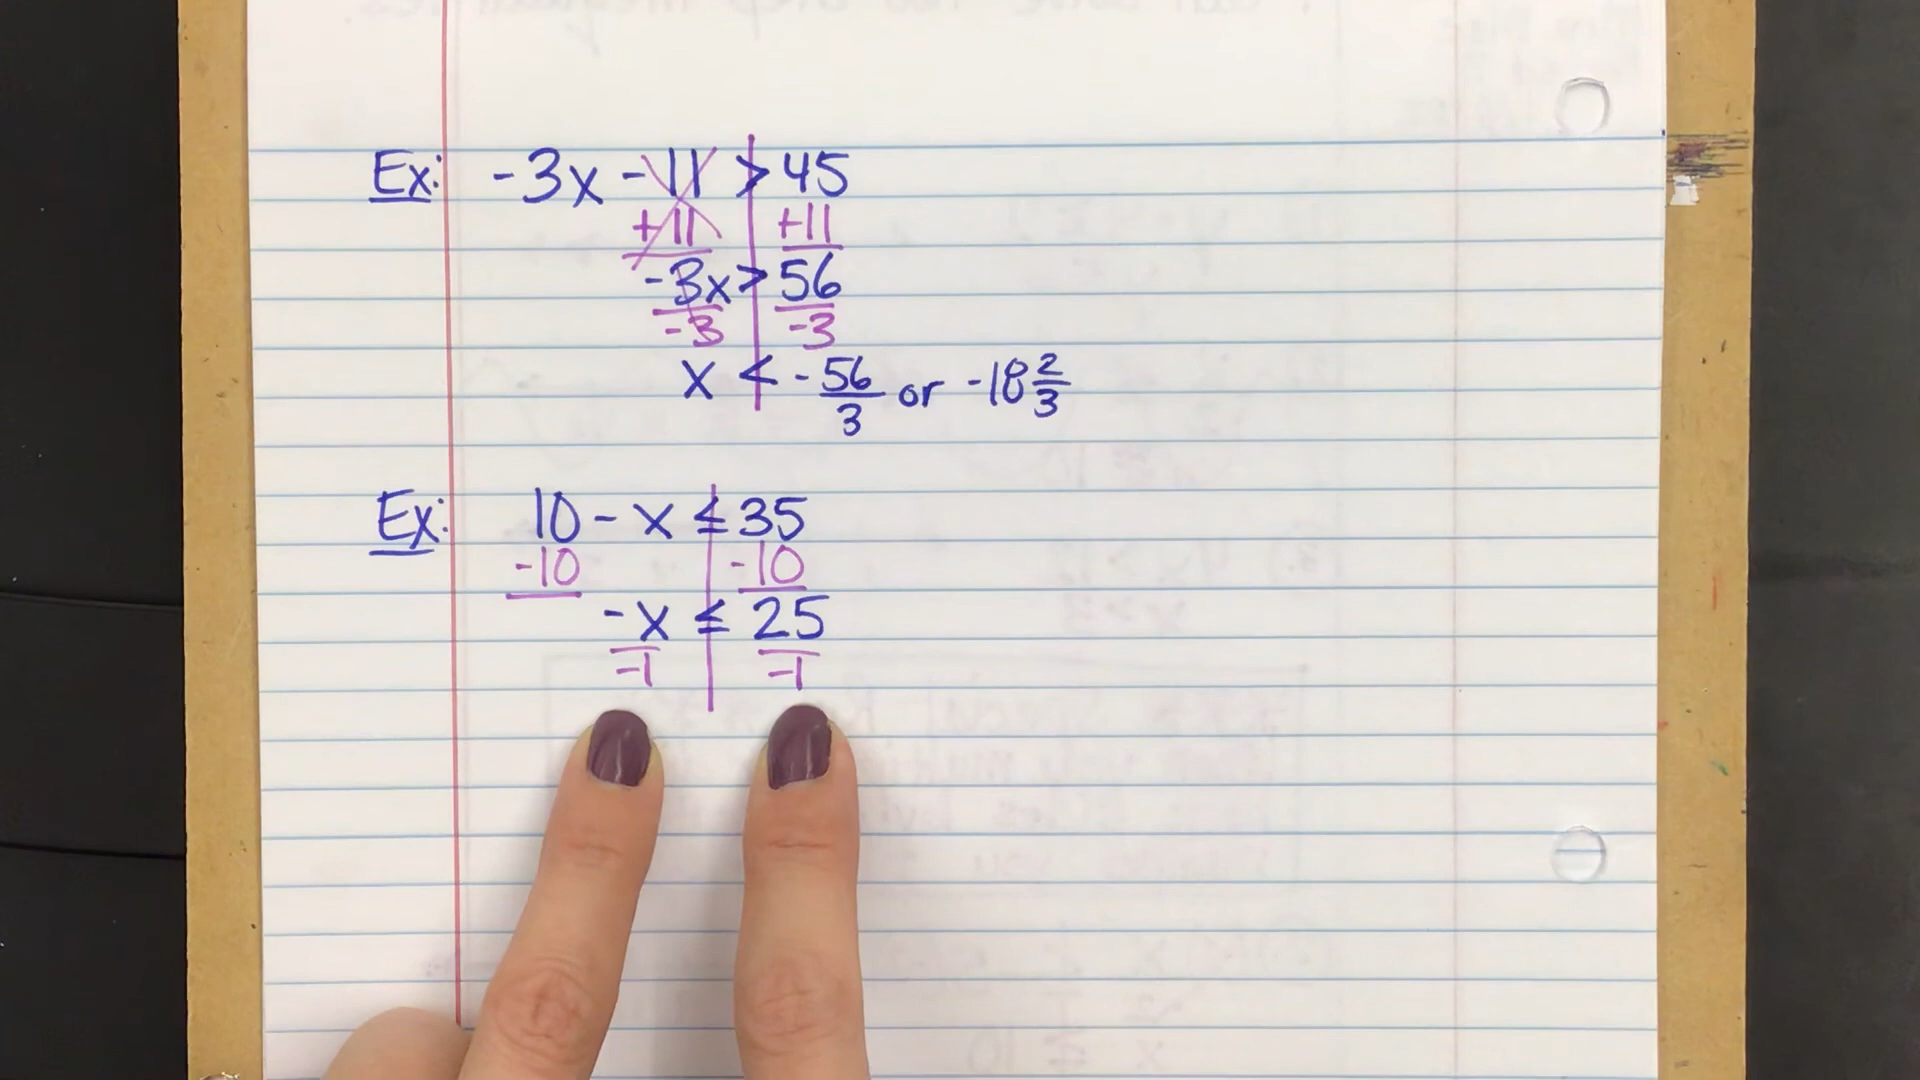 Ex: -3x - 11 > 45
+11 +11
-3x > 56
-3 -3
x < -56/3 or -18 2/3
Ex: 10 - x ≤ 35
-10 -10
-x ≤ 25
-1 -1